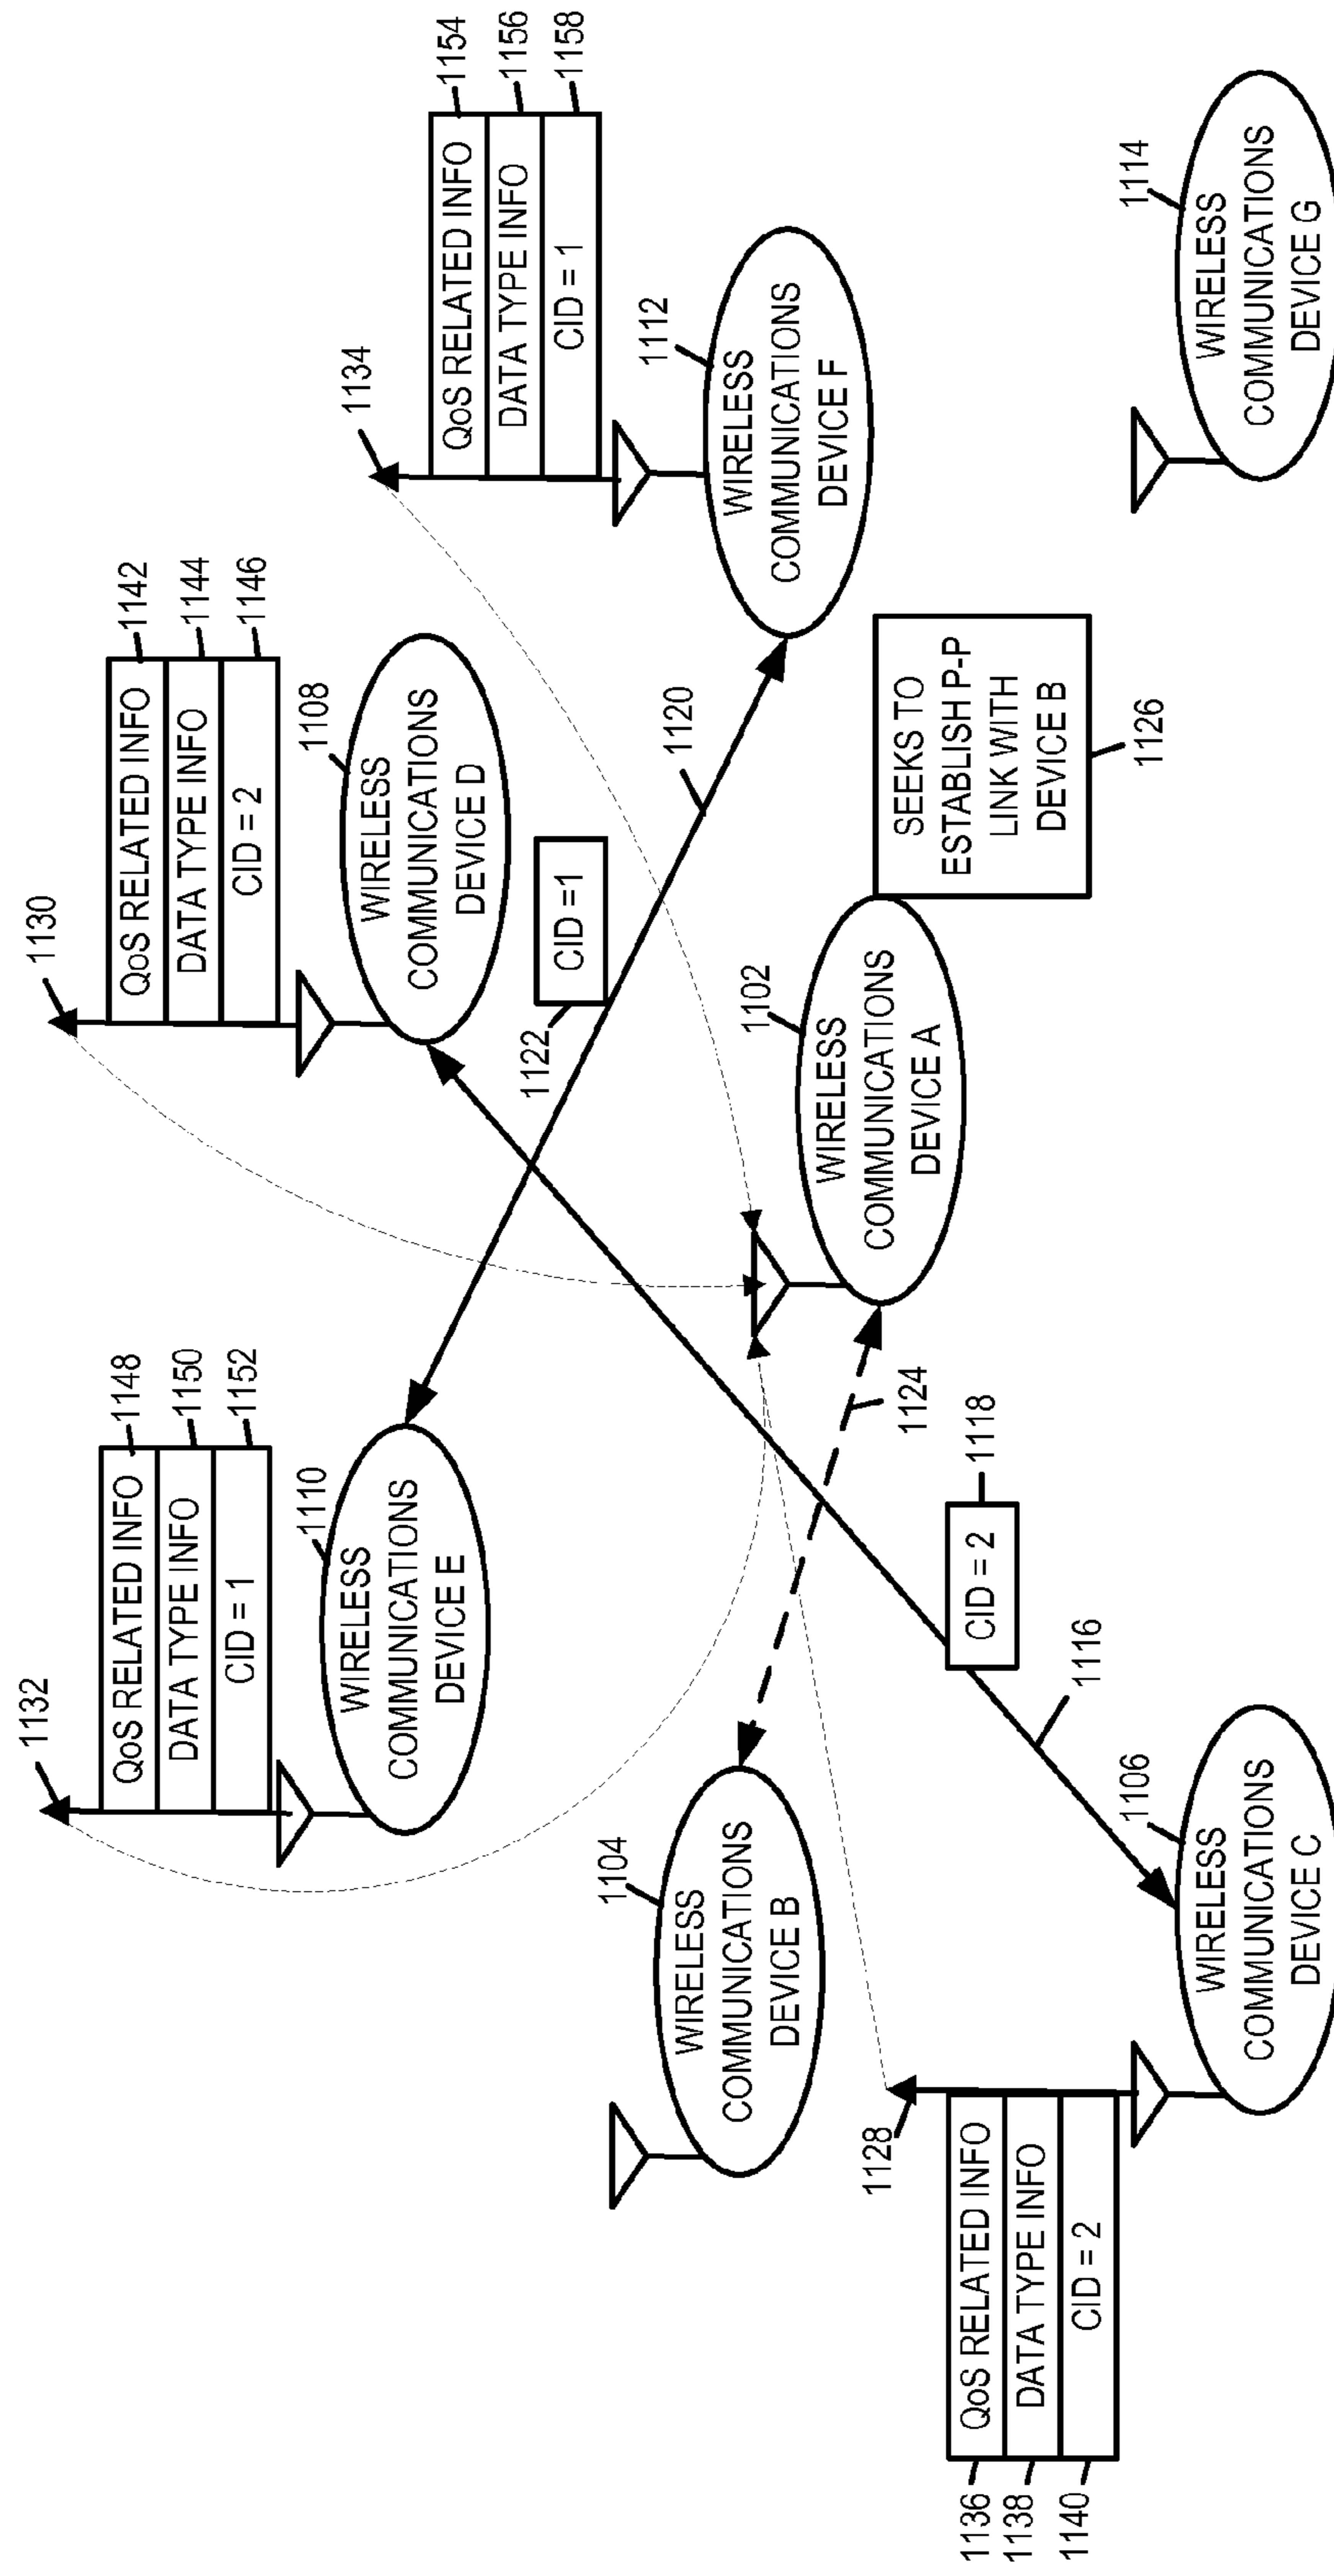 1132
QoS RELATED INFO
1148
DATA TYPE INFO
1150
CID = 1
1152
1110
WIRELESS
COMMUNICATIONS
DEVICE E
1130
QoS RELATED INFO
1142
DATA TYPE INFO
1144
CID = 2
1146
1108
WIRELESS
COMMUNICATIONS
DEVICE D
1134
QoS RELATED INFO
1154
DATA TYPE INFO
1156
CID = 1
1158
1112
WIRELESS
COMMUNICATIONS
DEVICE F
1122
CID =1
1120
1104
WIRELESS
COMMUNICATIONS
DEVICE B
1102
WIRELESS
COMMUNICATIONS
DEVICE A
1124
SEEKS TO
ESTABLISH P-P
LINK WITH
DEVICE B
1126
1128
1136
QoS RELATED INFO
1138
DATA TYPE INFO
1140
CID = 2
CID = 2
1118
1116
1106
WIRELESS
COMMUNICATIONS
DEVICE C
1114
WIRELESS
COMMUNICATIONS
DEVICE G